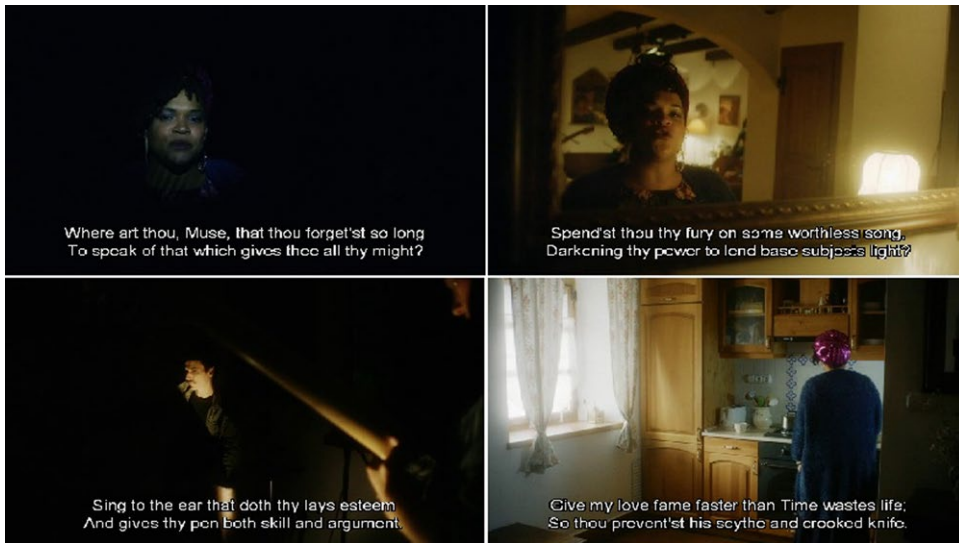 Where art thou, Muse, that thou forget'st so long
To speak of that which gives thee all thy might?
Spend'st thou thy fury on some worthless song,
Darkening thy power to lend base subjects light?
Sing to the ear that doth thy lays esteem
And gives thy pen both skill and argument.
Give my love fame faster than Time wastes life;
So thou prevent'st his scythe and crooked knife.